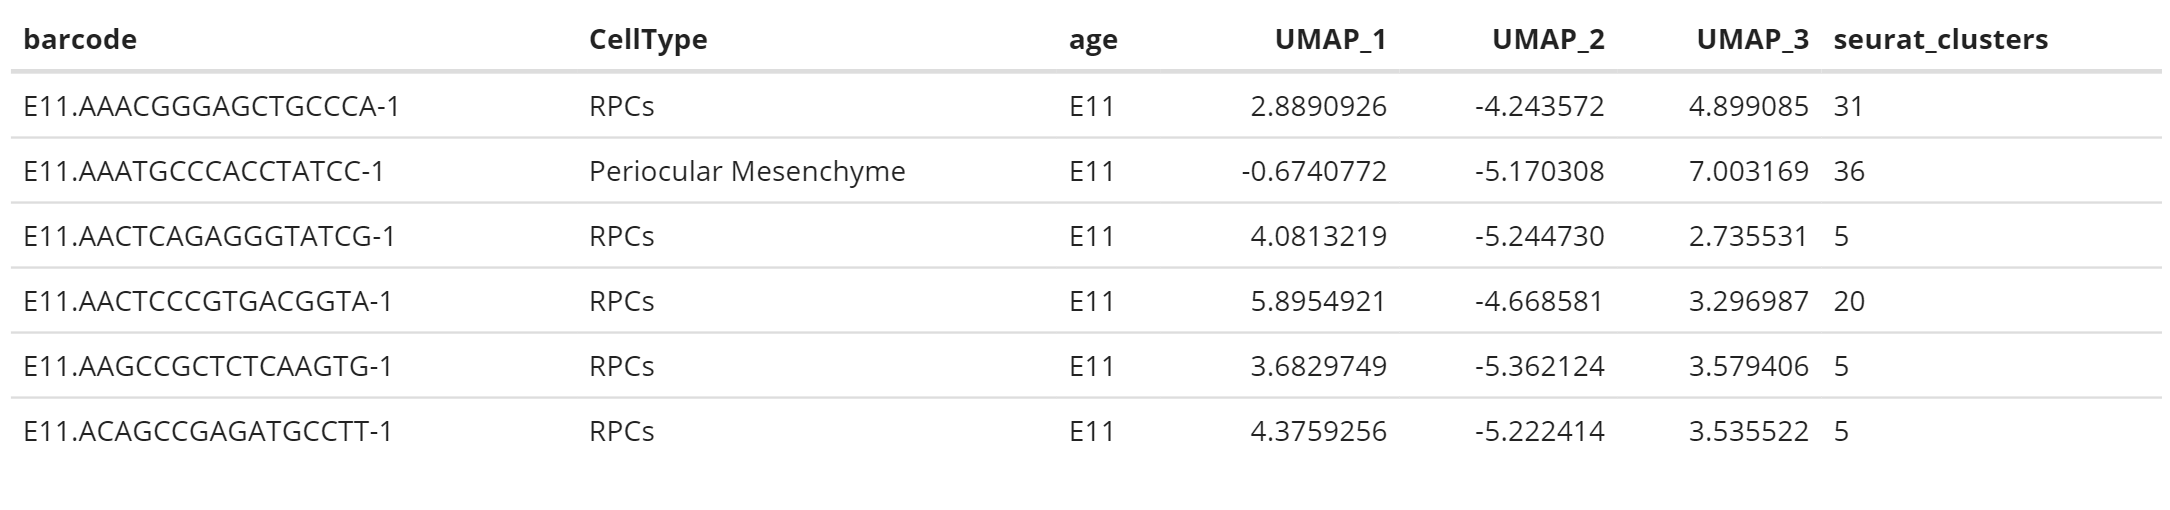 barcode CellType age UMAP_1 UMAP_2 UMAP_3 seurat_clusters
E11.AAACGGGAGCTGCCCA-1 RPCs E11 2.8890926 -4.243572 4.899085 31
E11.AAATGCCCACCTATCC-1 Periocular Mesenchyme E11 -0.6740772 -5.170308 7.003169 36
E11.AACTCAGAGGGTATCG-1 RPCs E11 4.0813219 -5.244730 2.735531 5
E11.AACTCCCGTGACGGTA-1 RPCs E11 5.8954921 -4.668581 3.296987 20
E11.AAGCCGCTCTCAAGTG-1 RPCs E11 3.6829749 -5.362124 3.579406 5
E11.ACAGCCGAGATGCCTT-1 RPCs E11 4.3759256 -5.222414 3.535522 5